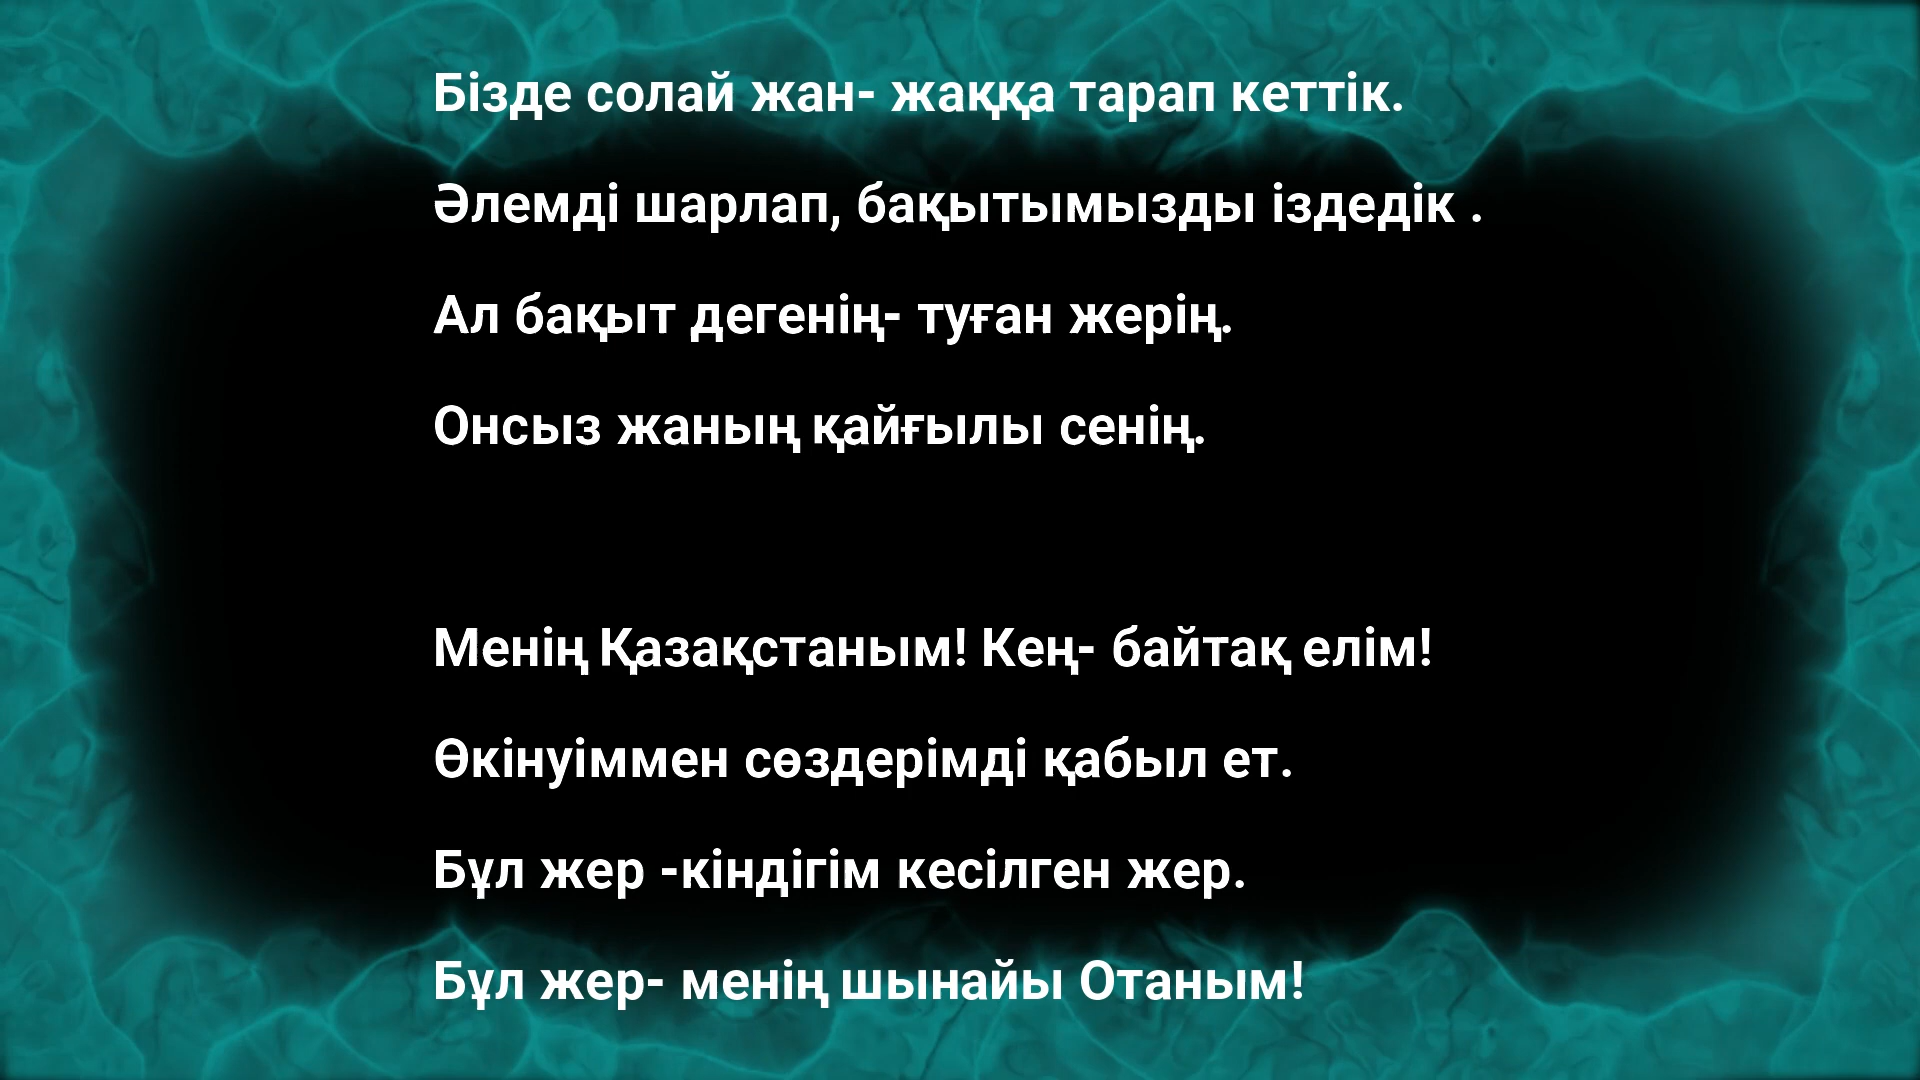 Бізде солай жан- жаққа тарап кеттік.
Әлемді шарлап, бақытымызды іздедік .
Ал бақыт дегенің- туған жерің.
Онсыз жаның қайғылы сенің.
Менің Қазақстаным! Кең- байтақ елім!
Өкінуіммен сөздерімді қабыл ет.
Бұл жер -кіндігім кесілген жер.
Бұл жер- менің шынайы Отаным!